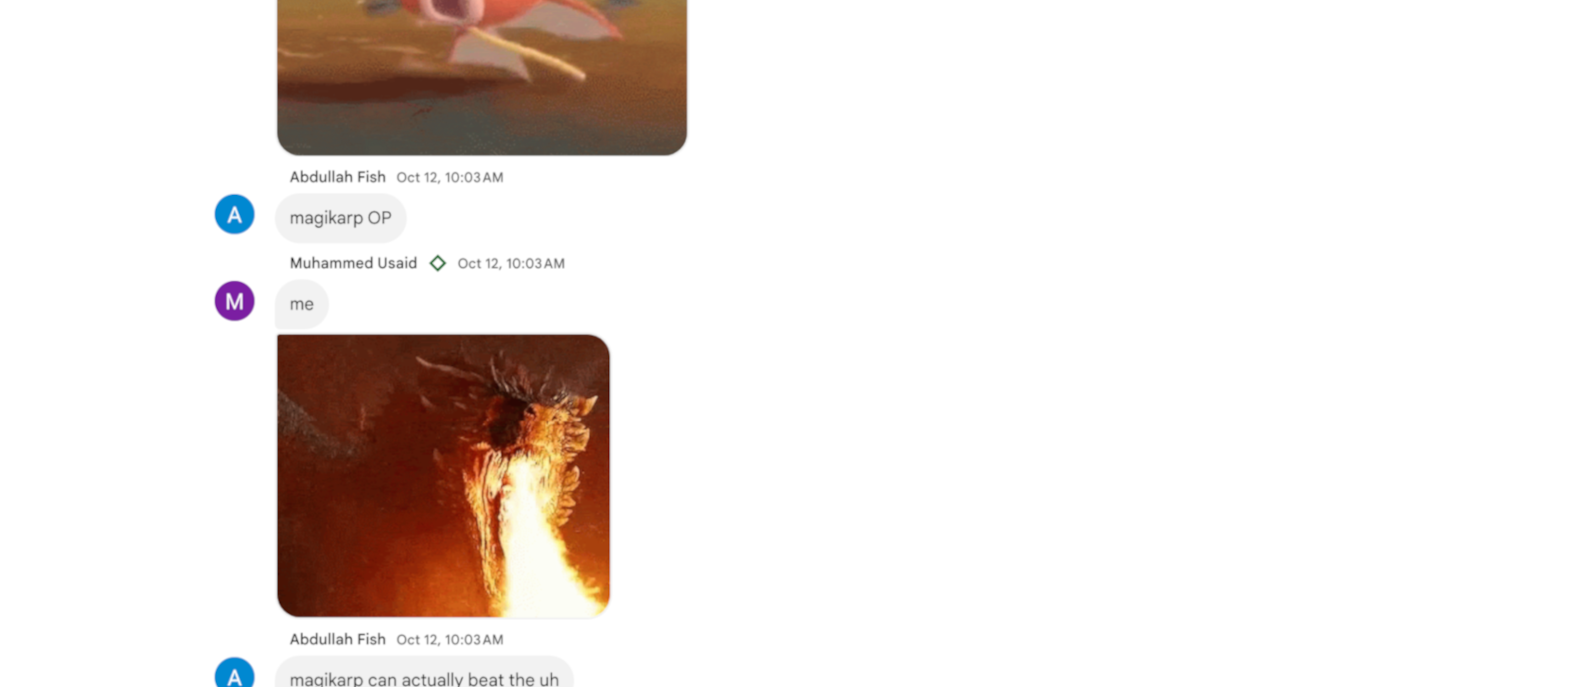 Abdullah Fish Oct 12, 10:03 AM
A
magikarp OP
Muhammed Usaid Oct 12, 10:03 AM
M
me
Abdullah Fish Oct 12, 10:03 AM
A
magikarp can actually beat the uh